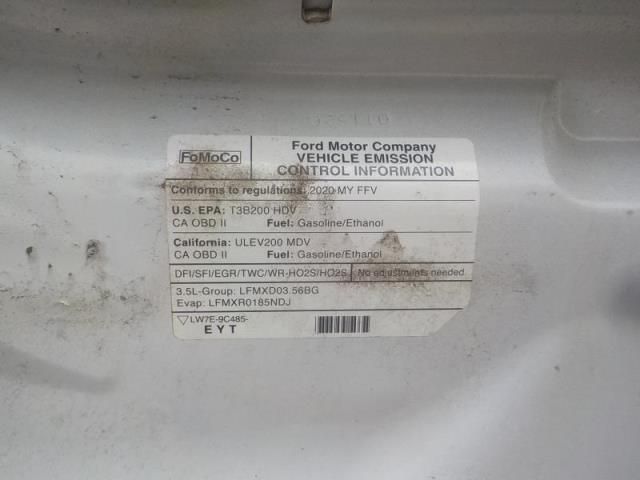 FoMoCo
Ford Motor Company
VEHICLE EMISSION
CONTROL INFORMATION
Conforms to regulations: 2020 MY FFV
U.S. EPA: T3B200 HDV
CA OBD II Fuel: Gasoline/Ethanol
California: ULEV200 MDV
CA OBD II Fuel: Gasoline/Ethanol
DFI/SFI/EGR/TWC/WR-HO2S/HO2S No adjustments needed.
3.5L-Group: LFMXD03.56BG
Evap: LFMXR0185NDJ
LW7E-9C485-
EYT